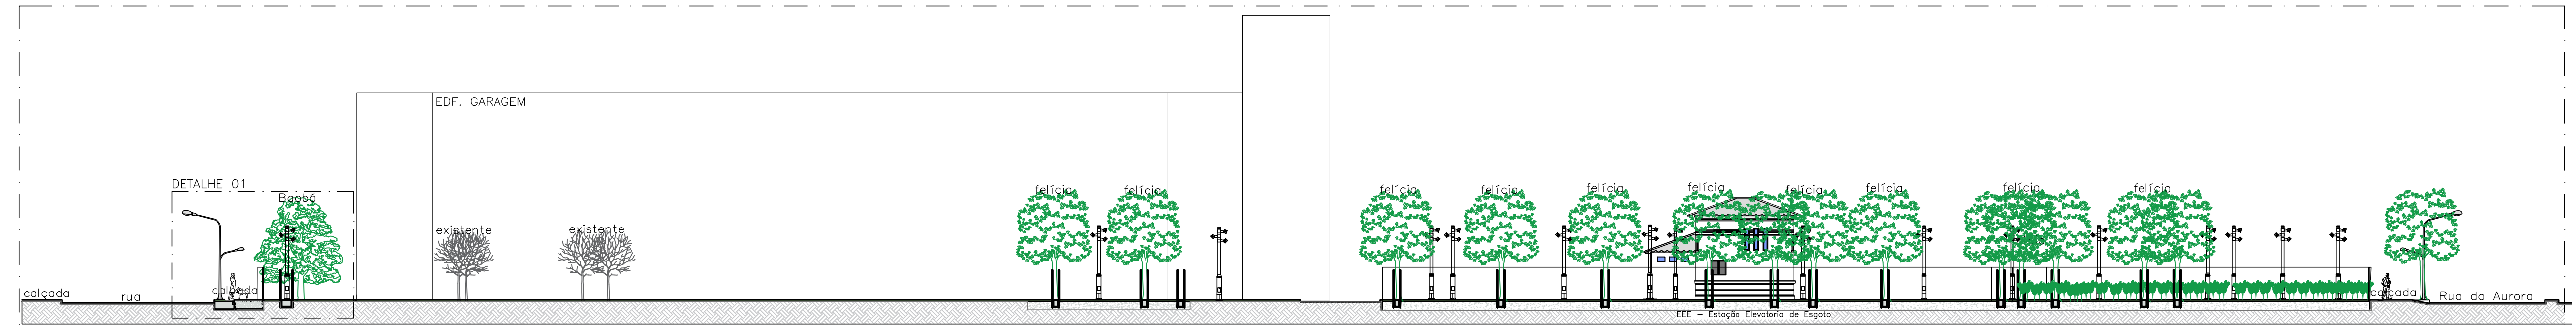 EDF. GARAGEM
DETALHE 01
Baobá
felícia
felícia
felícia
felícia
felícia
felícia
felícia
felícia
felícia
felícia
existente
existente
calçada
rua
calçada
calçada
Rua da Aurora
EEE - Estação Elevatoria de Esgoto